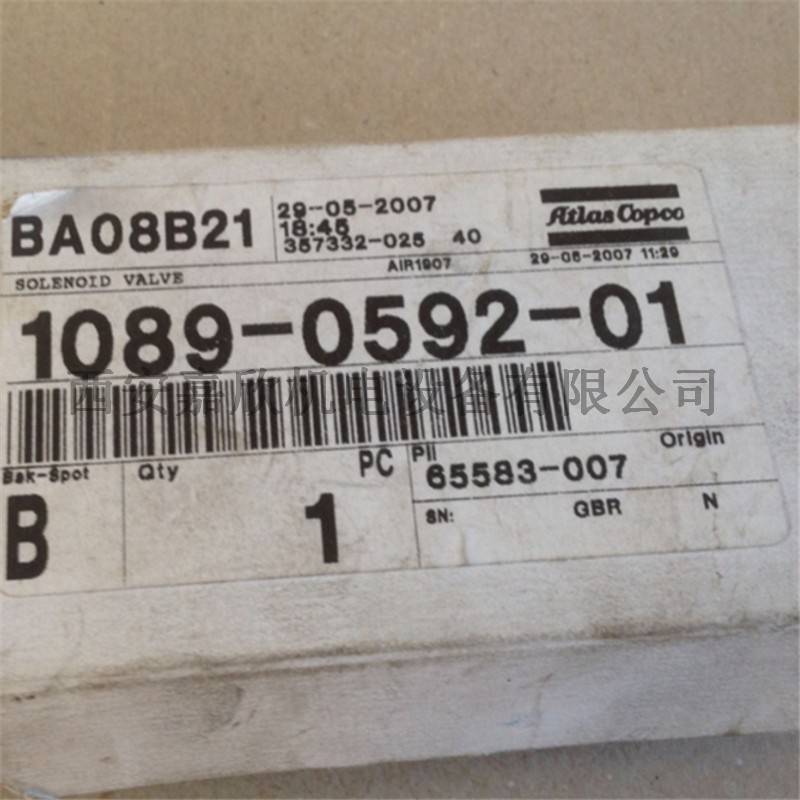 BA08B21
29-05-2007
18:45
357332-025 40
Atlas Copco
AIR1907
29-05-2007 11:29
SOLENOID VALVE
1089-0592-01
西安嘉欣机电设备有限公司
Bak-Spot
Qty
PC
Pll
Origin
65583-007
B
1
SN:
GBR
N